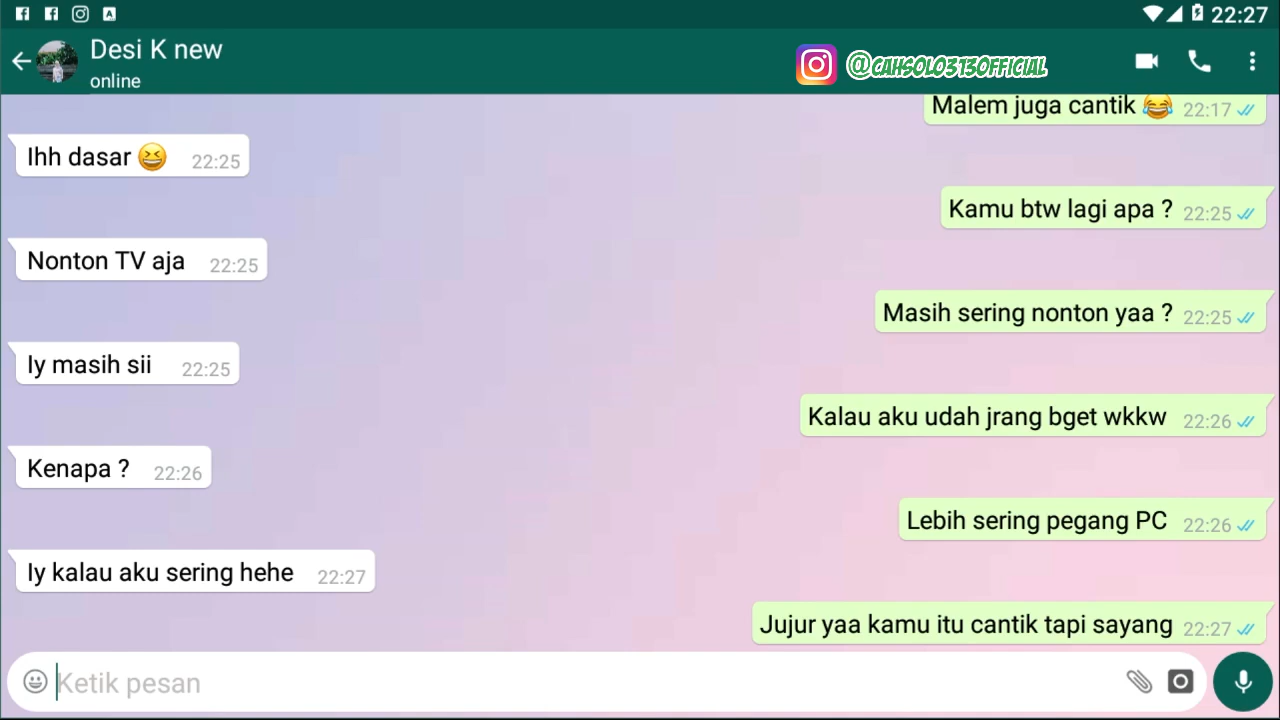 22:27
Desi K new
online
@CAHSOLO313OFFICIAL
Malem juga cantik 😂 22:17
Ihh dasar 😆 22:25
Kamu btw lagi apa ? 22:25
Nonton TV aja 22:25
Masih sering nonton yaa ? 22:25
Iy masih sii 22:25
Kalau aku udah jrang bget wkkw 22:26
Kenapa ? 22:26
Lebih sering pegang PC 22:26
Iy kalau aku sering hehe 22:27
Jujur yaa kamu itu cantik tapi sayang 22:27
Ketik pesan